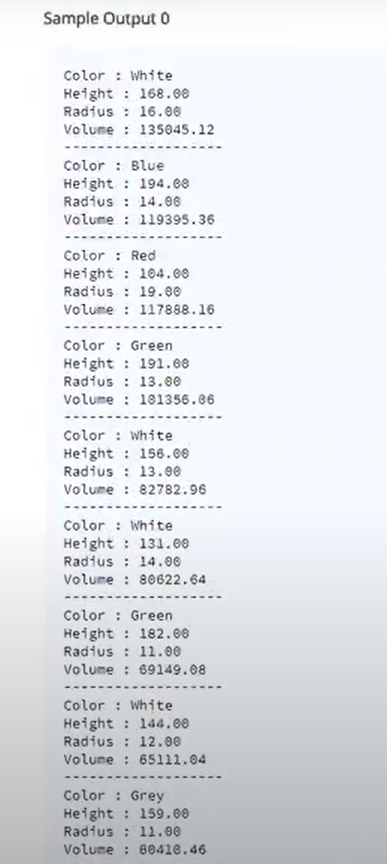 Sample Output 0
Color : White
Height : 168.00
Radius : 16.00
Volume : 135045.12
---------------------
Color : Blue
Height : 194.00
Radius : 14.00
Volume : 119395.36
---------------------
Color : Red
Height : 104.00
Radius : 19.00
Volume : 117888.16
---------------------
Color : Green
Height : 191.00
Radius : 13.00
Volume : 101356.06
---------------------
Color : White
Height : 156.00
Radius : 13.00
Volume : 82782.96
---------------------
Color : White
Height : 131.00
Radius : 14.00
Volume : 80622.64
---------------------
Color : Green
Height : 182.00
Radius : 11.00
Volume : 69149.08
---------------------
Color : White
Height : 144.00
Radius : 12.00
Volume : 65111.04
---------------------
Color : Grey
Height : 159.00
Radius : 11.00
Volume : 60410.46